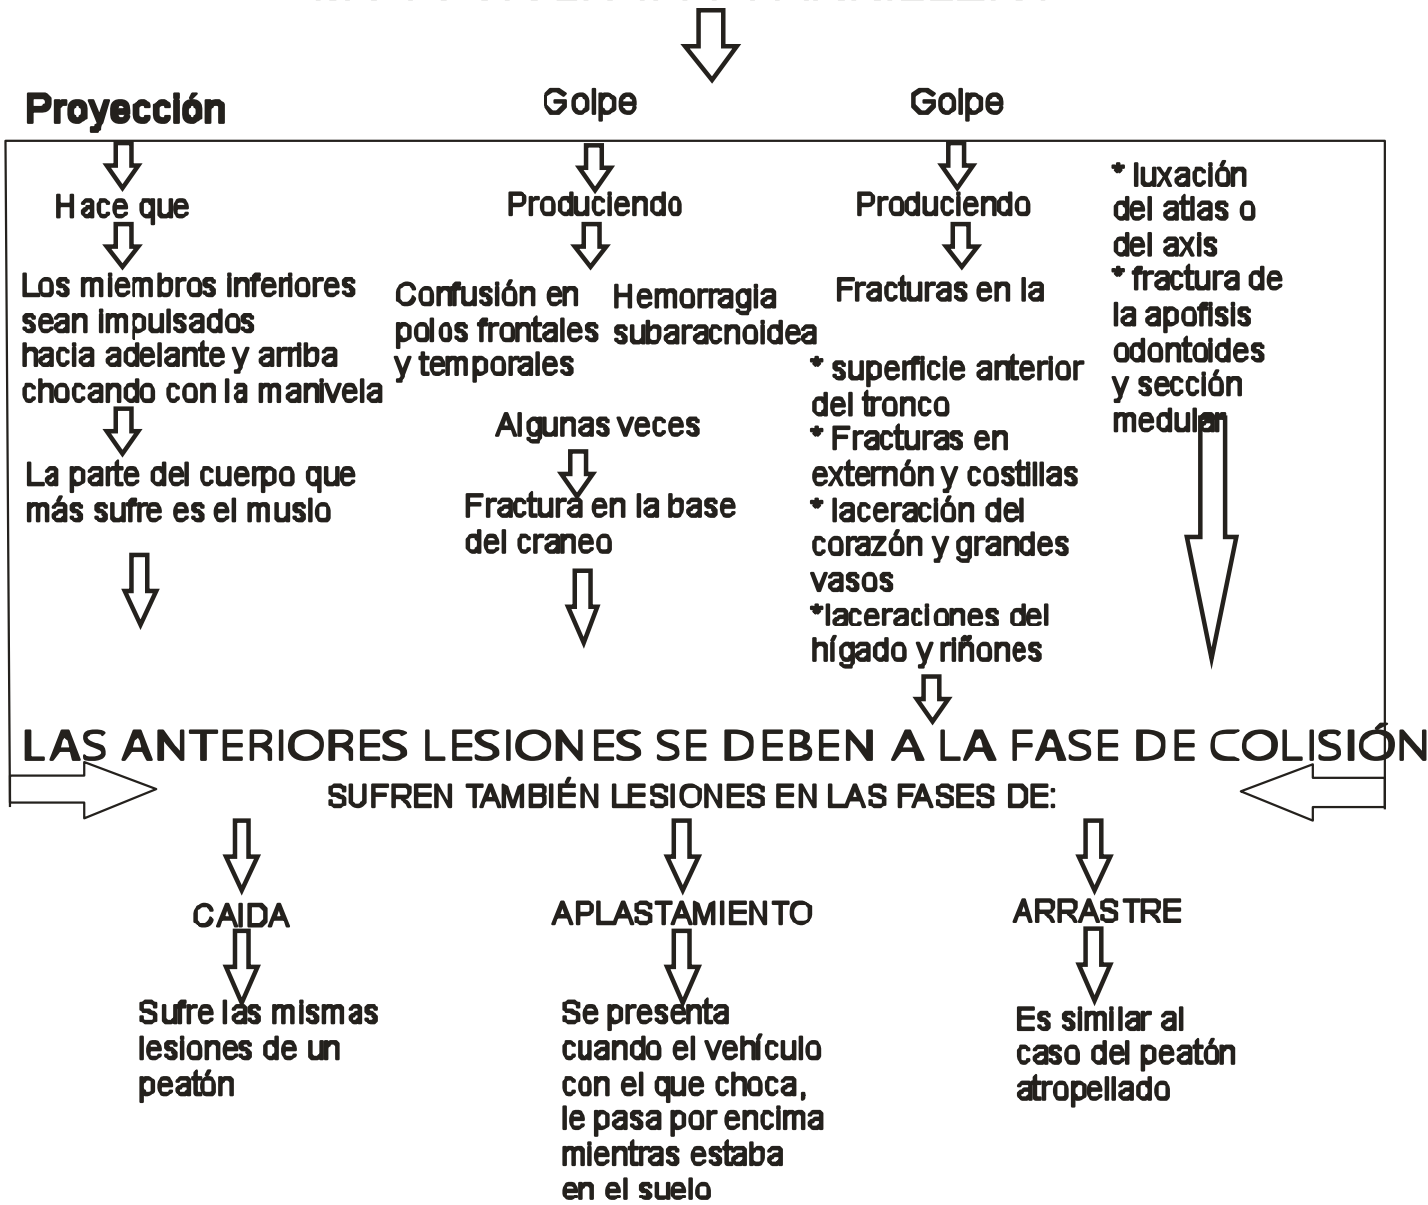 Proyección
Hace que
Los miembros inferiores
sean impulsados
hacia adelante y arriba
chocando con la manivela
La parte del cuerpo que
más sufre es el muslo
Golpe
Produciendo
Confusión en
polos frontales
y temporales
Hemorragia
subaracnoidea
Algunas veces
Fractura en la base
del craneo
Golpe
Produciendo
Fracturas en la
* superficie anterior
del tronco
* Fracturas en
externón y costillas
* laceración del
corazón y grandes
vasos
*laceraciones del
hígado y riñones
* luxación
del atlas o
del axis
* fractura de
la apofisis
odontoides
y sección
medular
LAS ANTERIORES LESIONES SE DEBEN A LA FASE DE COLISIÓN
SUFREN TAMBIÉN LESIONES EN LAS FASES DE:
CAIDA
Sufre las mismas
lesiones de un
peatón
APLASTAMIENTO
Se presenta
cuando el vehículo
con el que choca,
le pasa por encima
mientras estaba
en el suelo
ARRASTRE
Es similar al
caso del peatón
atropellado